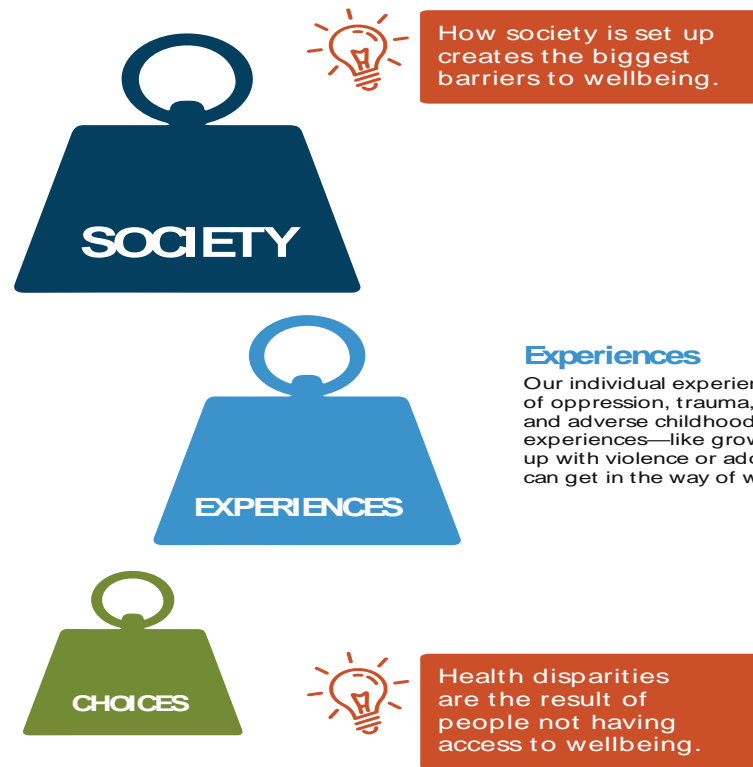 How society is set up
creates the biggest
barriers to wellbeing.
SOCIETY
Experiences
Our individual
of oppression, trauma,
and adverse childhood
experiences—like
up with violence or
can get in the way of
EXPERIENCES
CHOICES
Health disparities
are the result of
people not having
access to wellbeing.